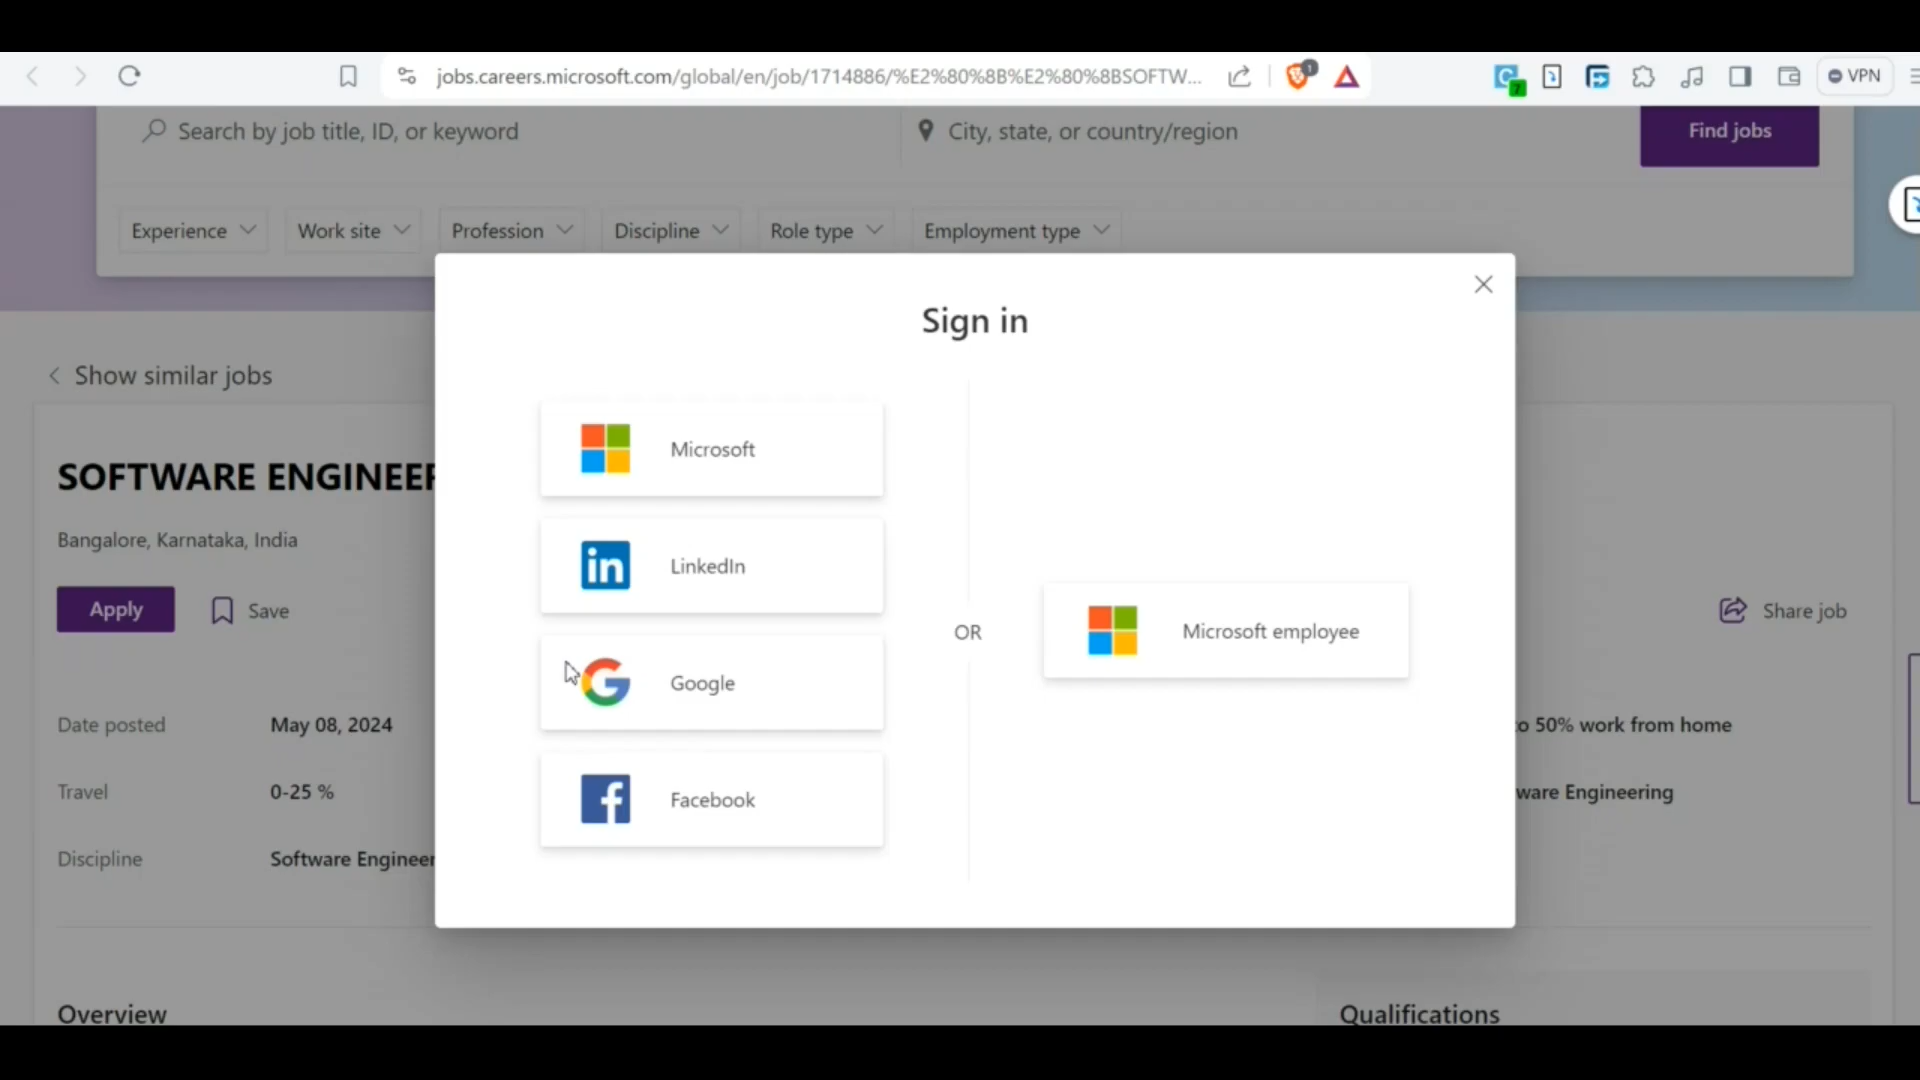 jobs.careers.microsoft.com/global/en/job/1714886/%E2%80%8B%E2%80%8BSOFTW...
1
7
VPN
Search by job title, ID, or keyword
City, state, or country/region
Find jobs
Experience
Work site
Profession
Discipline
Role type
Employment type
Sign in
Show similar jobs
Microsoft
SOFTWARE ENGINEER
Bangalore, Karnataka, India
LinkedIn
Apply
Save
OR
Microsoft employee
Share job
Google
Date posted
May 08, 2024
to 50% work from home
Travel
0-25 %
Facebook
ware Engineering
Discipline
Software Engineer
Overview
Qualifications